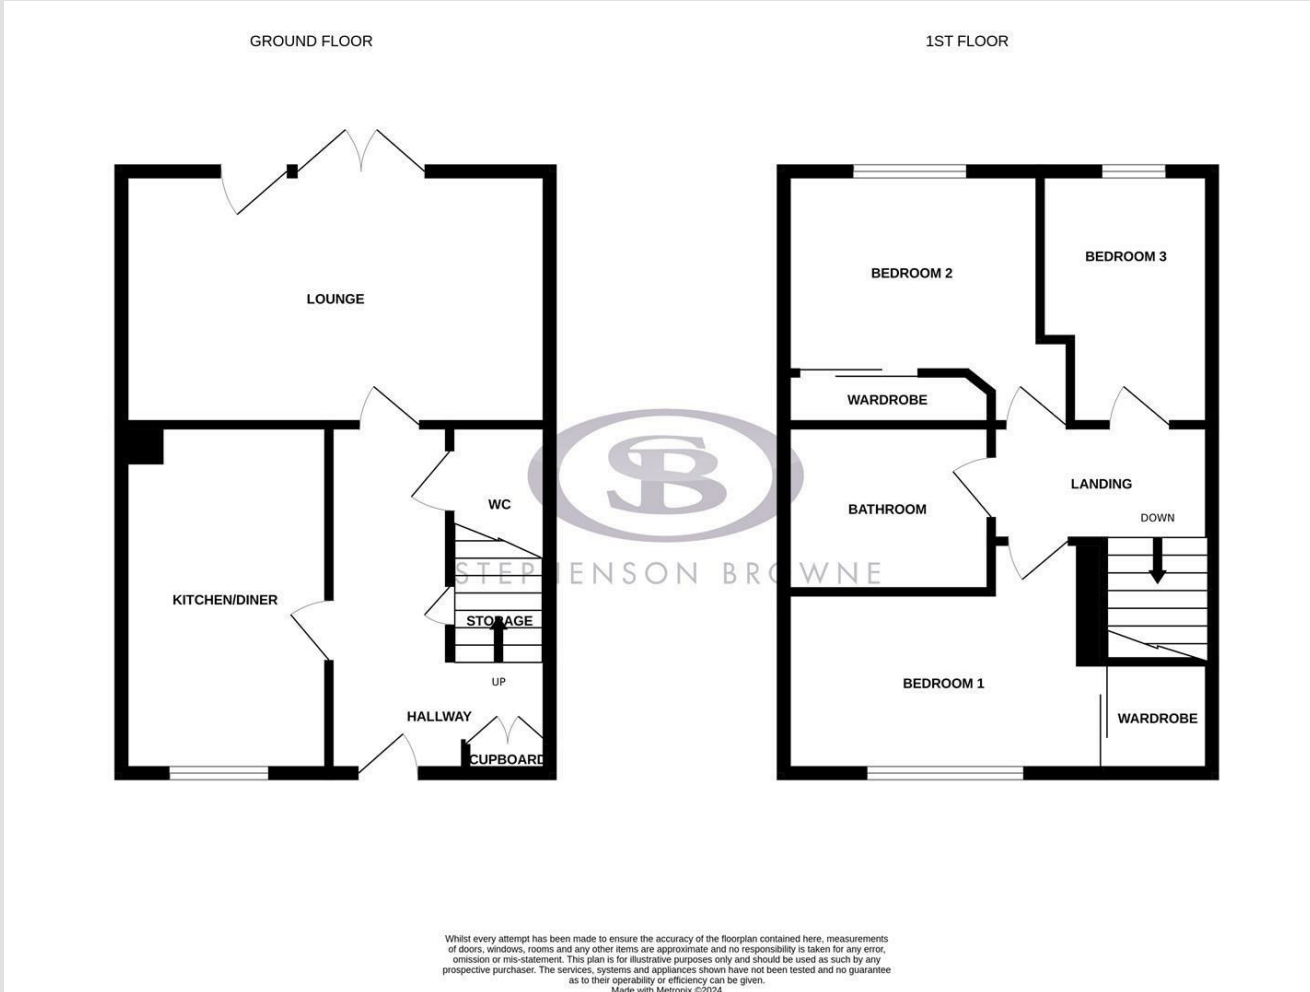 GROUND FLOOR
1ST FLOOR
LOUNGE
KITCHEN/DINER
WC
STORAGE
UP
HALLWAY
CUPBOARD
BEDROOM 2
BEDROOM 3
WARDROBE
BATHROOM
LANDING
DOWN
BEDROOM 1
WARDROBE
SB
STEPHENSON BROWNE
Whilst every attempt has been made to ensure the accuracy of the floorplan contained here, measurements
of doors, windows, rooms and any other items are approximate and no responsibility is taken for any error,
omission or mis-statement. This plan is for illustrative purposes only and should be used as such by any
prospective purchaser. The services, systems and appliances shown have not been tested and no guarantee
as to their operability or efficiency can be given.
Made with Metropix ©2024